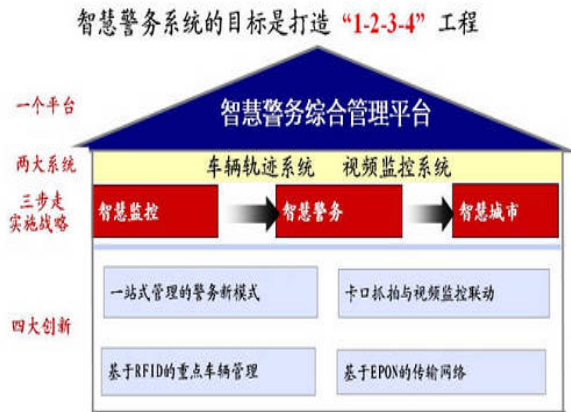 智慧警务系统的目标是打造“1-2-3-4”工程
一个平台
智慧警务综合管理平台
两大系统
车辆轨迹系统 视频监控系统
三步走
实施战略
智慧监控 智慧警务 智慧城市
四大创新
一站式管理的警务新模式 卡口抓拍与视频监控联动
基于RFID的重点车辆管理 基于EPON的传输网络